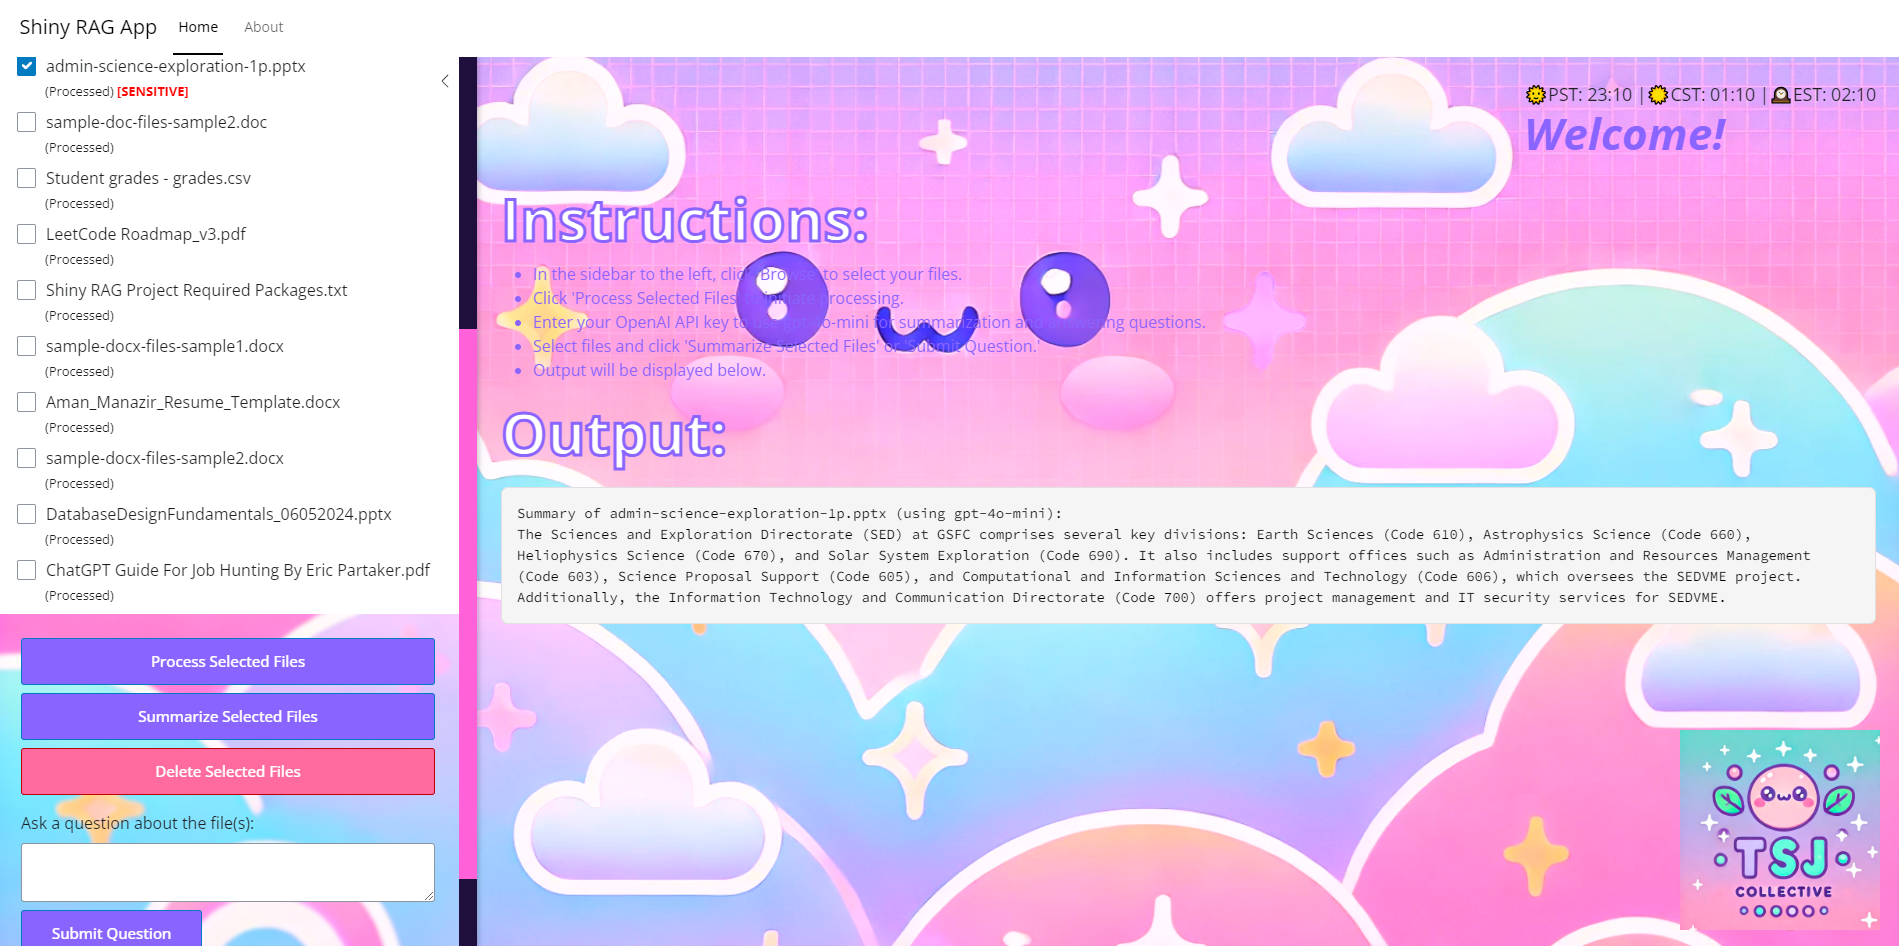 Shiny RAG App Home About
admin-science-exploration-1p.pptx
(Processed) [SENSITIVE]
sample-doc-files-sample2.doc
(Processed)
Student grades - grades.csv
(Processed)
LeetCode Roadmap_v3.pdf
(Processed)
Shiny RAG Project Required Packages.txt
(Processed)
sample-docx-files-sample1.docx
(Processed)
Aman_Manazir_Resume_Template.docx
(Processed)
sample-docx-files-sample2.docx
(Processed)
DatabaseDesignFundamentals_06052024.pptx
(Processed)
ChatGPT Guide For Job Hunting By Eric Partaker.pdf
(Processed)
Process Selected Files
Summarize Selected Files
Delete Selected Files
Ask a question about the file(s):
Submit Question
PST: 23:10 | CST: 01:10 | EST: 02:10
Welcome!
Instructions:
In the sidebar to the left, click 'Browse' to select your files.
Click 'Process Selected Files' to initiate processing.
Enter your OpenAI API key to use gpt-4o-mini for summarization and answering questions.
Select files and click 'Summarize Selected Files' or 'Submit Question.'
Output will be displayed below.
Output:
Summary of admin-science-exploration-1p.pptx (using gpt-4o-mini):
The Sciences and Exploration Directorate (SED) at GSFC comprises several key divisions: Earth Sciences (Code 610), Astrophysics Science (Code 660),
Heliophysics Science (Code 670), and Solar System Exploration (Code 690). It also includes support offices such as Administration and Resources Management
(Code 603), Science Proposal Support (Code 605), and Computational and Information Sciences and Technology (Code 606), which oversees the SEDVME project.
Additionally, the Information Technology and Communication Directorate (Code 700) offers project management and IT security services for SEDVME.
TSJ
COLLECTIVE